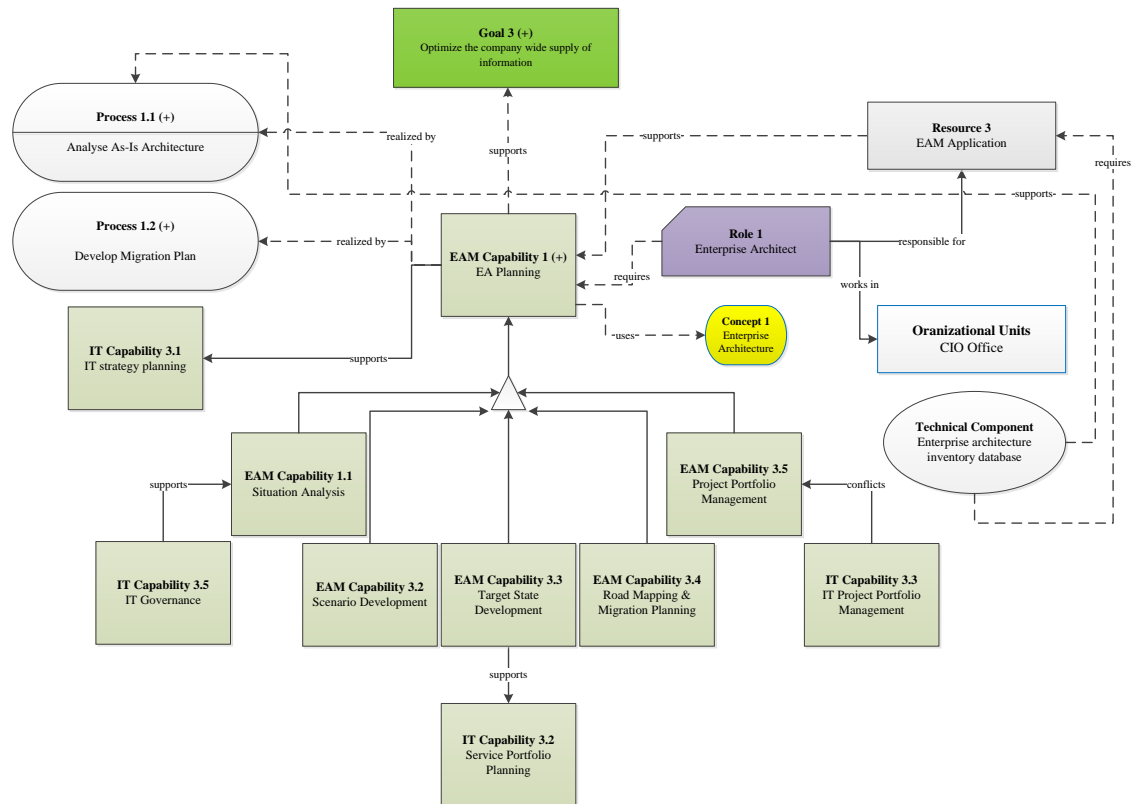 Goal 3 (+)
Optimize the company wide supply of
information
Process 1.1 (+)
Analyse As-Is Architecture
realized by
supports
supports
Resource 3
EAM Application
requires
Process 1.2 (+)
Develop Migration Plan
realized by
supports
EAM Capability 1 (+)
EA Planning
Role 1
Enterprise Architect
responsible for
requires
works in
IT Capability 3.1
IT strategy planning
supports
uses
Concept 1
Enterprise
Architecture
Oranizational Units
CIO Office
Technical Component
Enterprise architecture
inventory database
EAM Capability 1.1
Situation Analysis
supports
EAM Capability 3.5
Project Portfolio
Management
conflicts
IT Capability 3.5
IT Governance
EAM Capability 3.2
Scenario Development
EAM Capability 3.3
Target State
Development
EAM Capability 3.4
Road Mapping &
Migration Planning
IT Capability 3.3
IT Project Portfolio
Management
supports
IT Capability 3.2
Service Portfolio
Planning